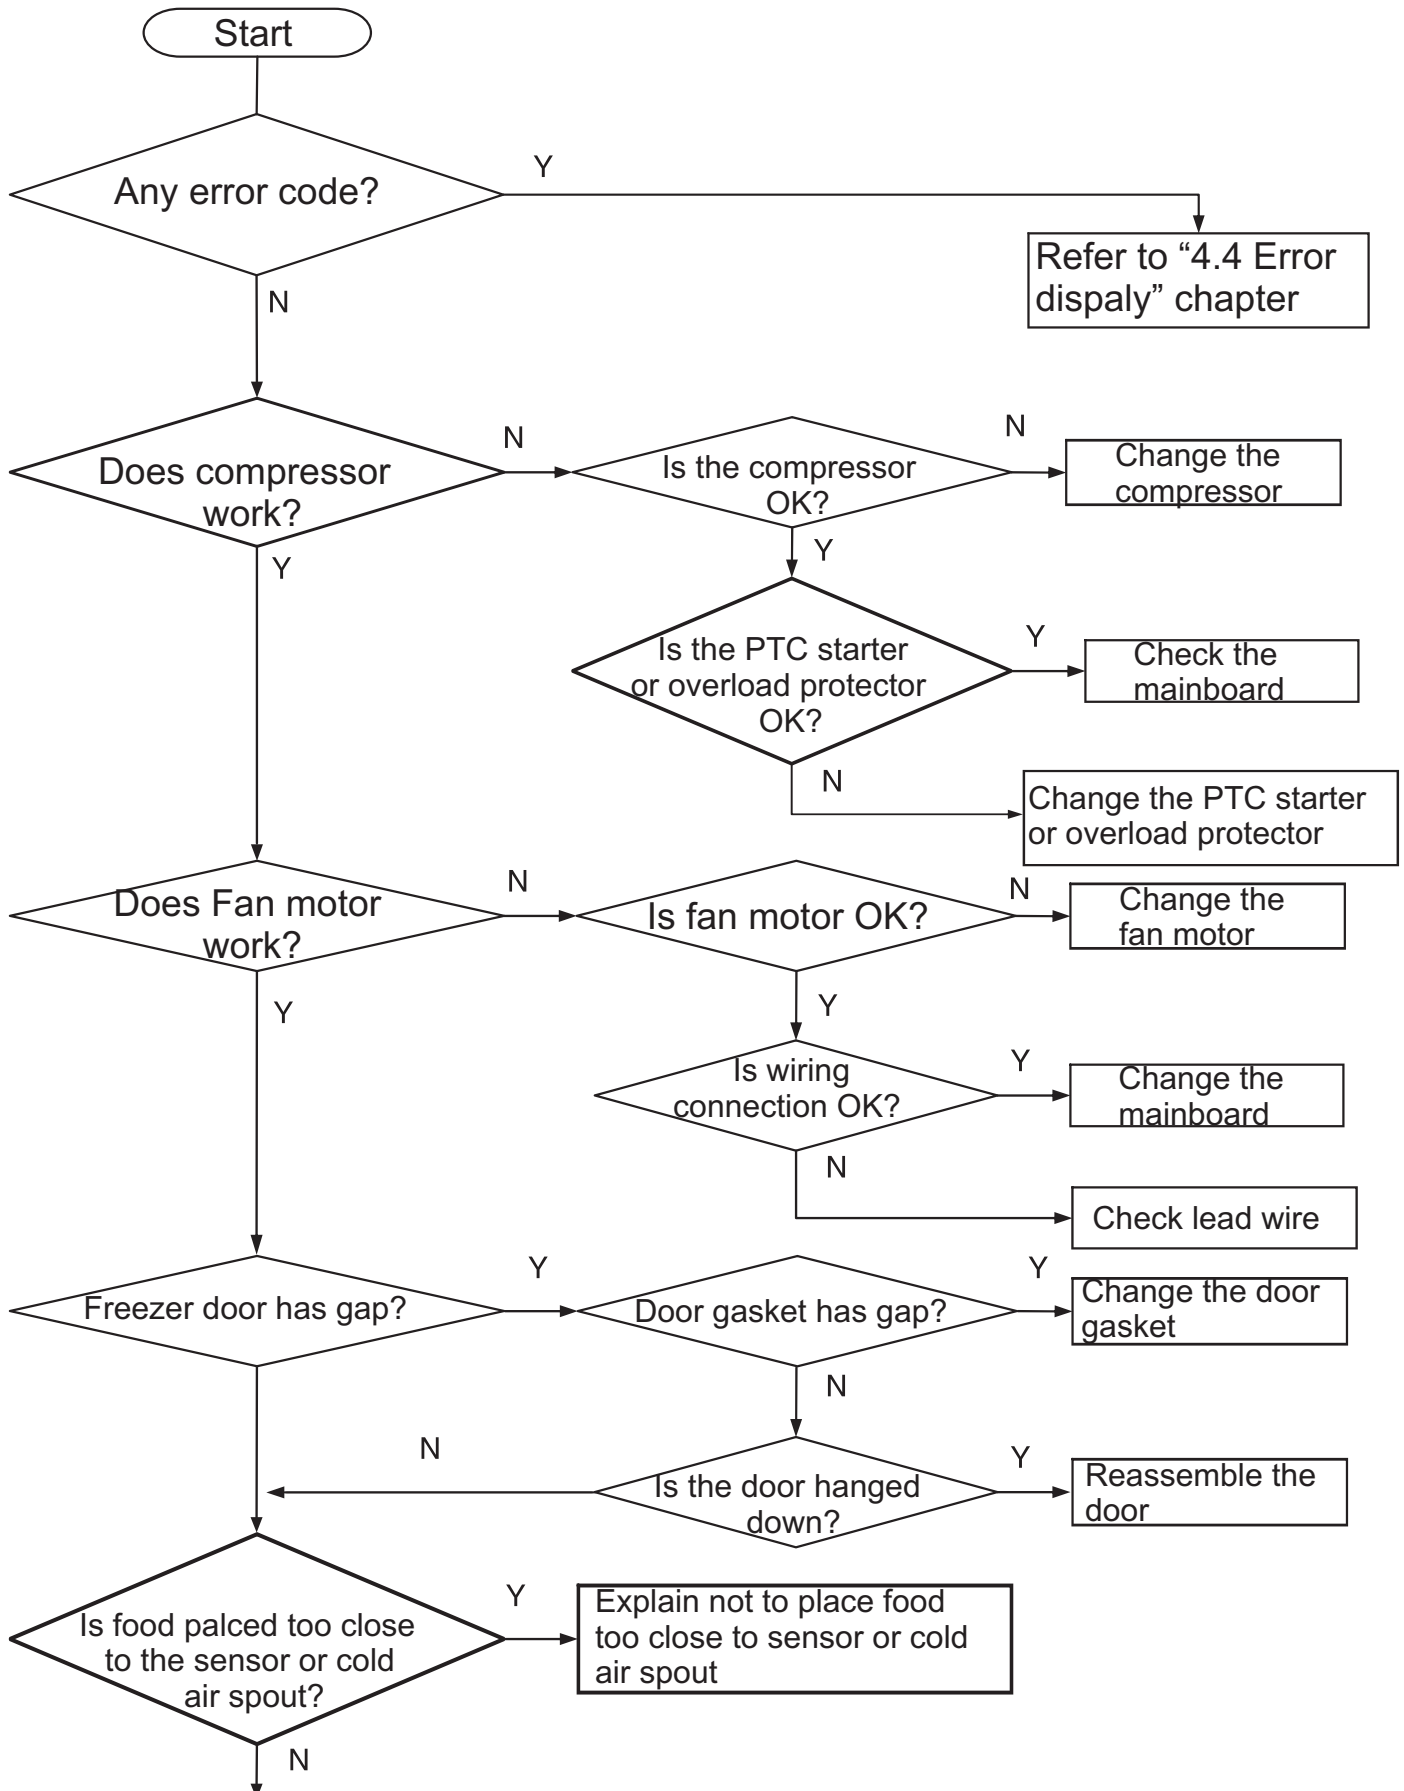 Start
Any error code?
Y
Refer to “4.4 Error
dispaly” chapter
N
Does compressor
work?
N
Is the compressor
OK?
N
Change the
compressor
Y
Y
Is the PTC starter
or overload protector
OK?
Y
Check the
mainboard
N
Change the PTC starter
or overload protector
Does Fan motor
work?
N
Is fan motor OK?
N
Change the
fan motor
Y
Y
Is wiring
connection OK?
Y
Change the
mainboard
N
Check lead wire
Freezer door has gap?
Y
Door gasket has gap?
Y
Change the door
gasket
N
N
Is the door hanged
down?
Y
Reassemble the
door
Is food palced too close
to the sensor or cold
air spout?
Y
Explain not to place food
too close to sensor or cold
air spout
N